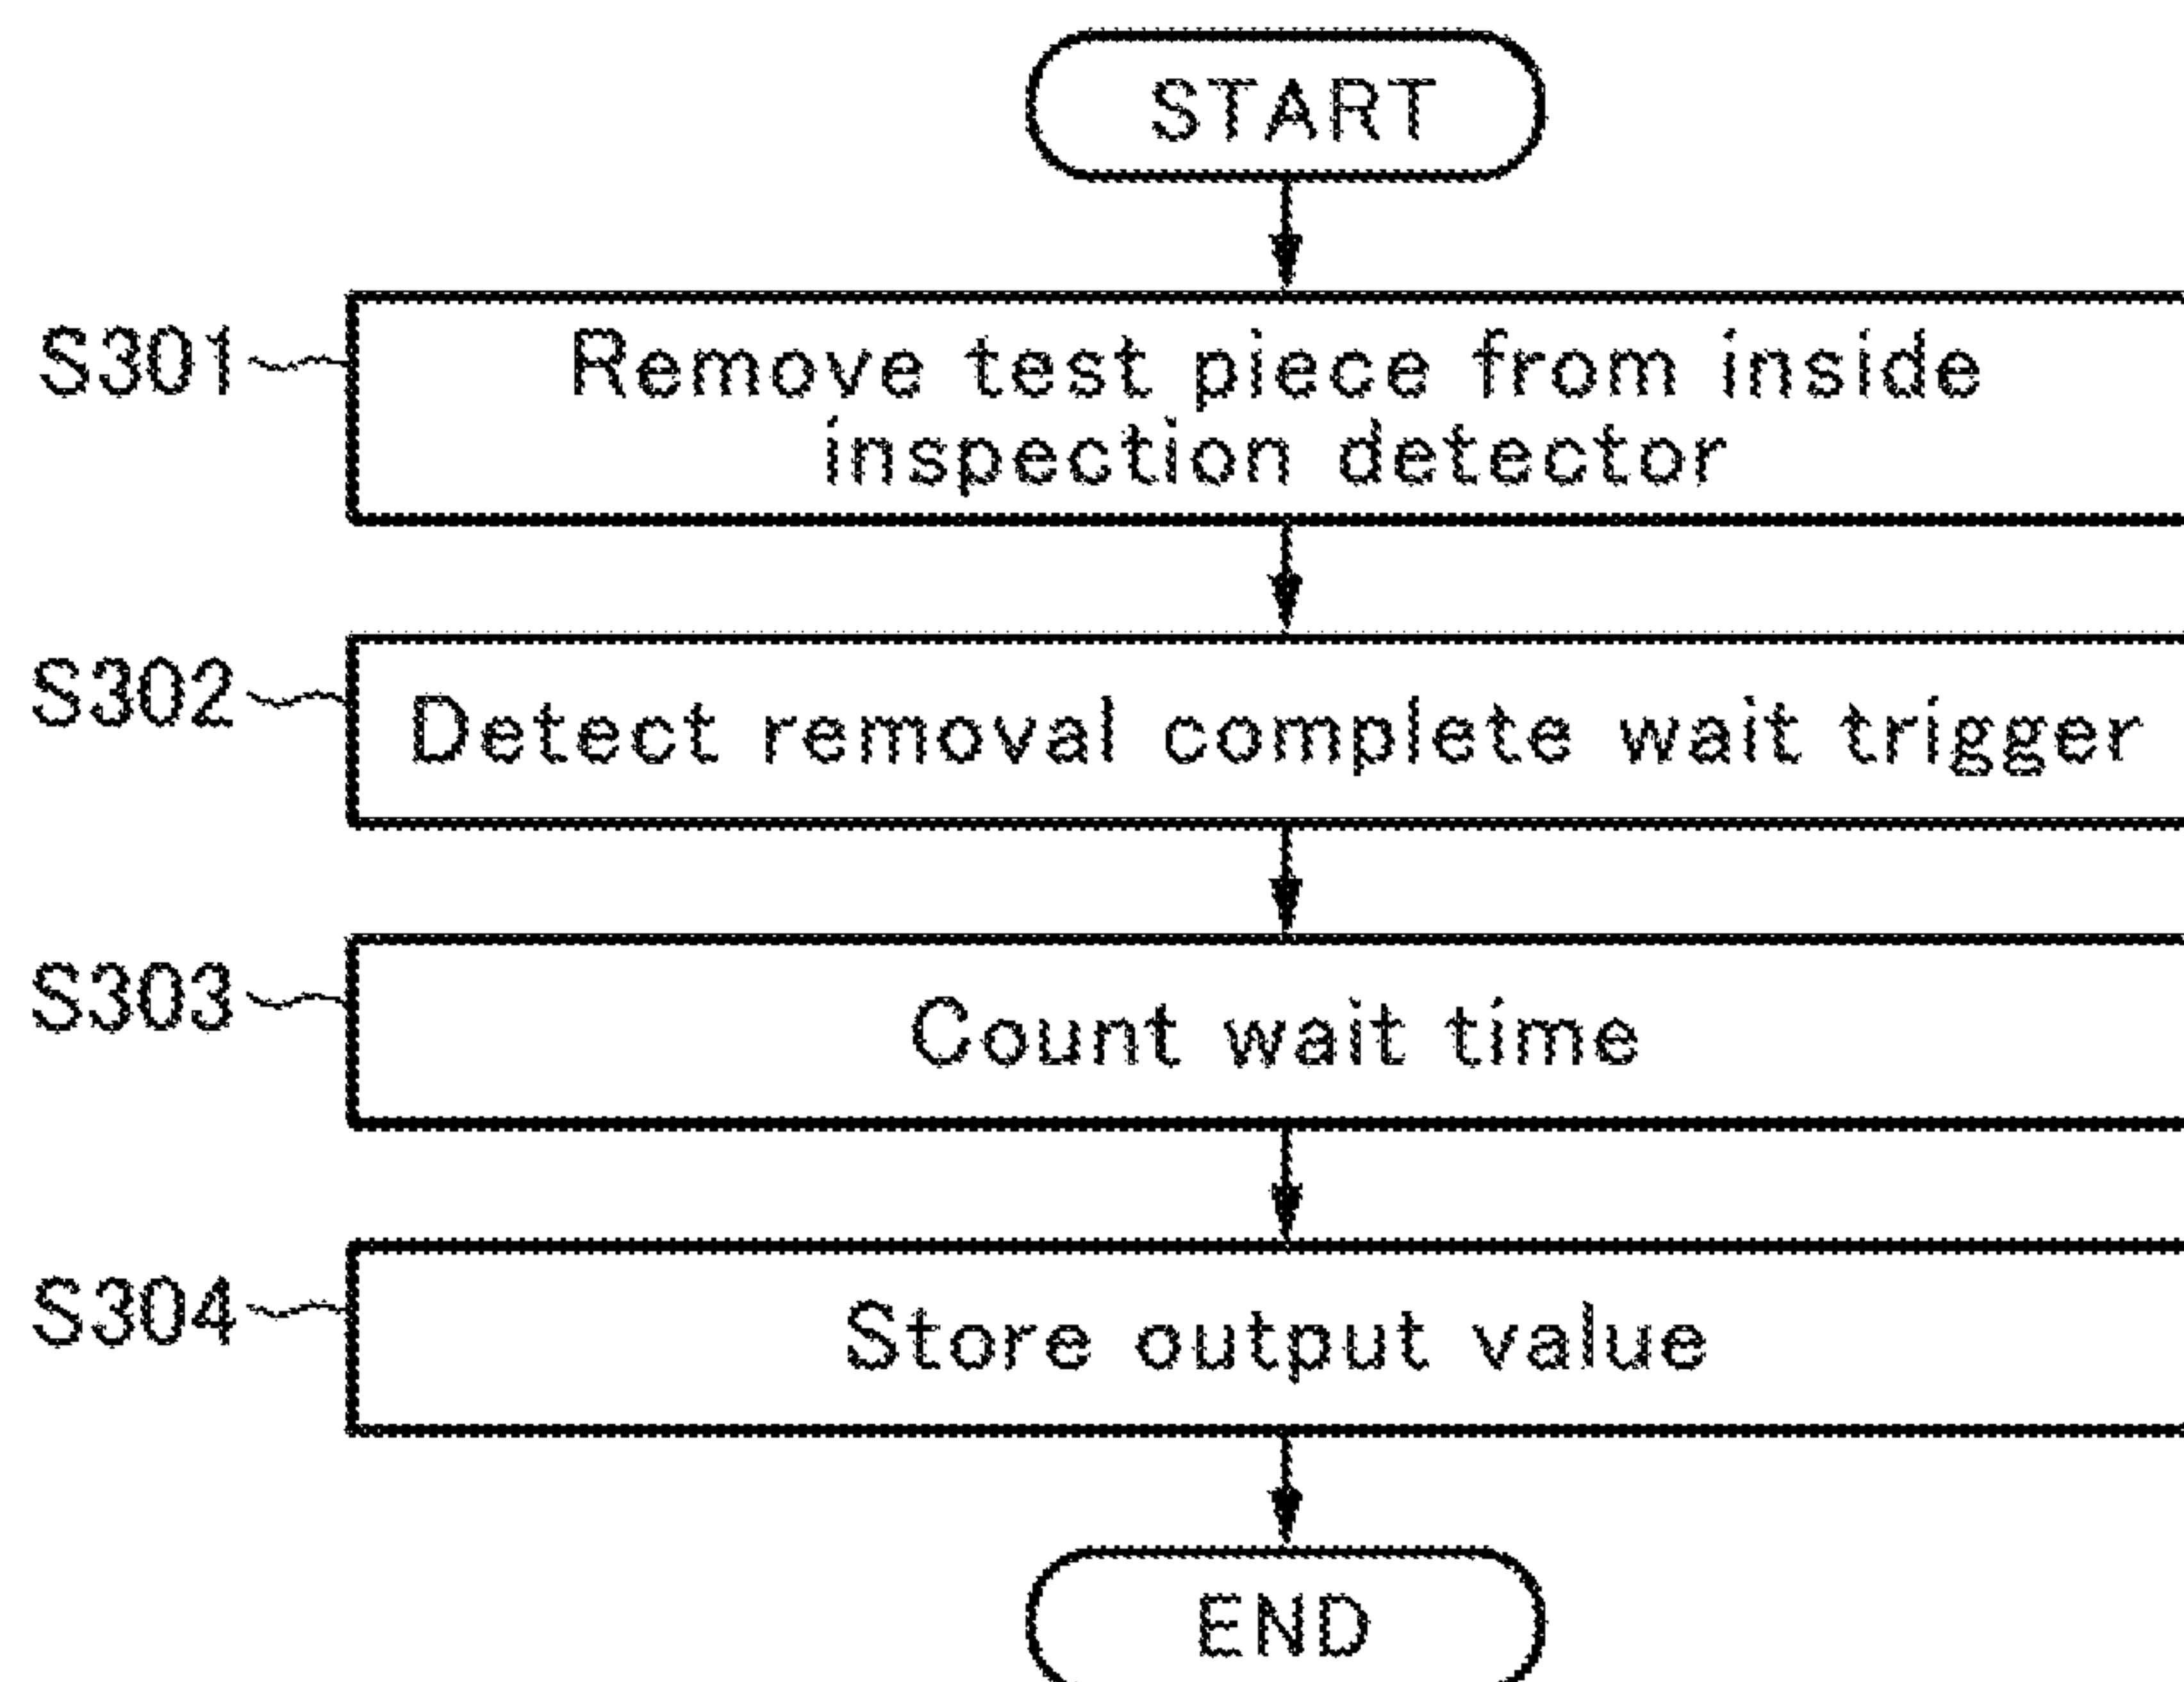 START
S301
Remove test piece from inside
inspection detector
S302
Detect removal complete wait trigger
S303
Count wait time
S304
Store output value
END